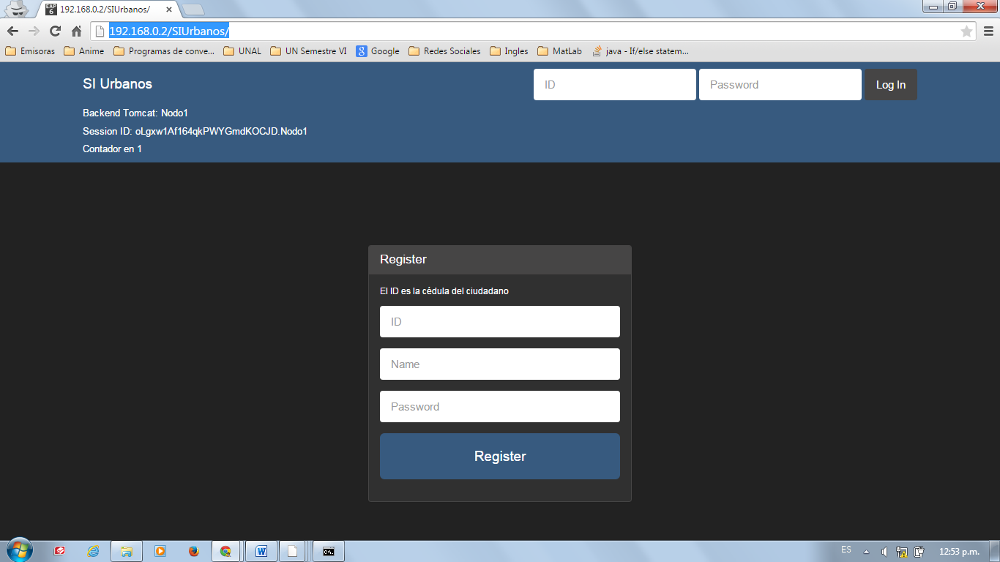 EAP 6 192.168.0.2/SIUrbanos/
192.168.0.2/SIUrbanos/
Emisoras Anime Programas de conve... UNAL UN Semestre VI Google Redes Sociales Ingles MatLab java - If/else statem...
SI Urbanos ID Password Log In
Backend Tomcat: Nodo1
Session ID: oLgxw1Af164qkPWYGmdKOCJD.Nodo1
Contador en 1
Register
El ID es la cédula del ciudadano
ID
Name
Password
Register
ES 12:53 p.m.